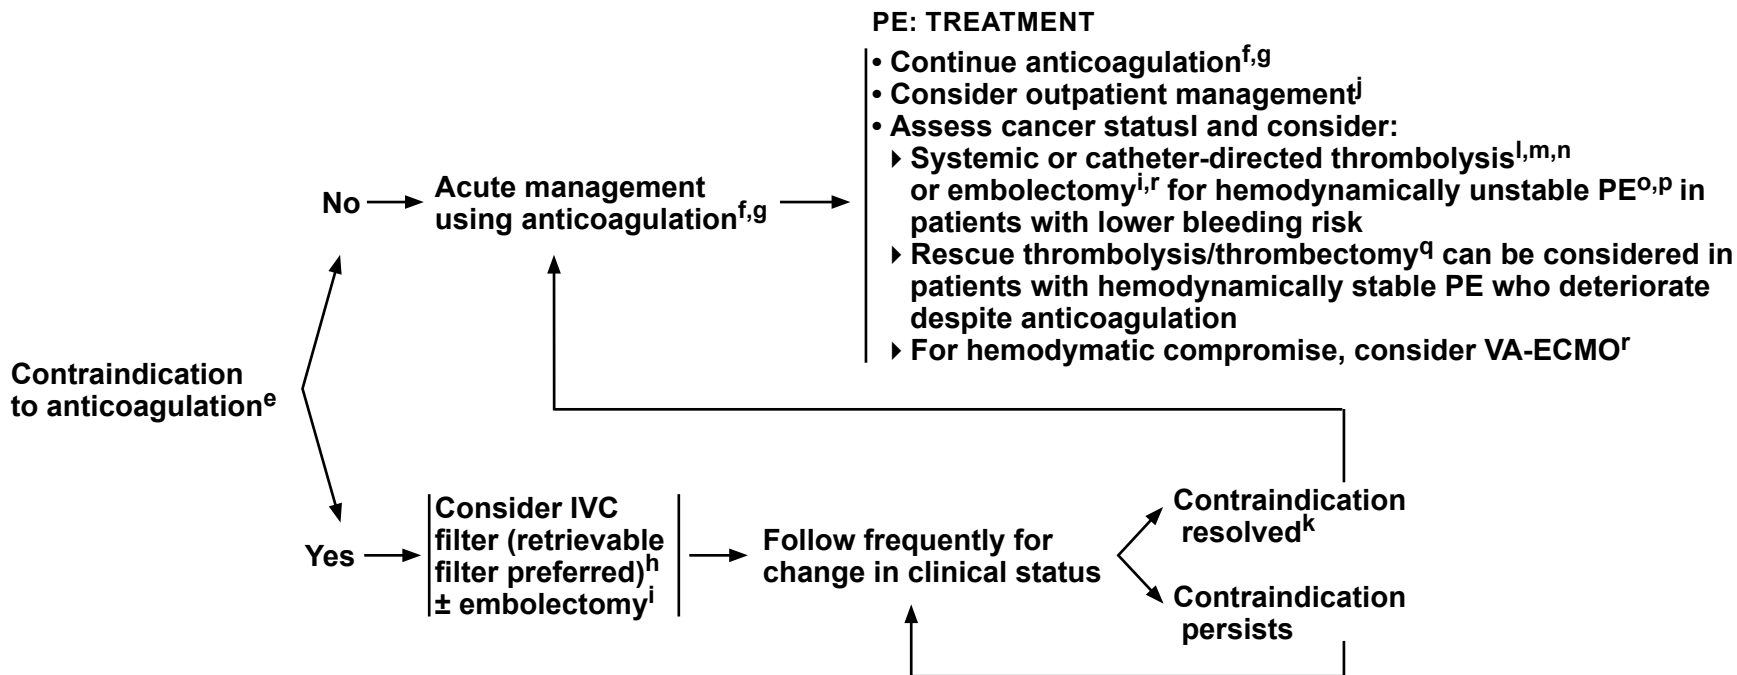 PE: TREATMENT
• Continue anticoagulationf,g
• Consider outpatient managementj
• Assess cancer statusl and consider:
Systemic or catheter-directed thrombolysisl,m,n
or embolectomyi,r for hemodynamically unstable PEo,p in
patients with lower bleeding risk
Rescue thrombolysis/thrombectomyq can be considered in
patients with hemodynamically stable PE who deteriorate
despite anticoagulation
For hemodymatic compromise, consider VA-ECMOr
No
Acute management
using anticoagulationf,g
Contraindication
to anticoagulatione
Yes
Consider IVC
filter (retrievable
filter preferred)h
± embolectomyi
Follow frequently for
change in clinical status
Contraindication
resolvedk
Contraindication
persists